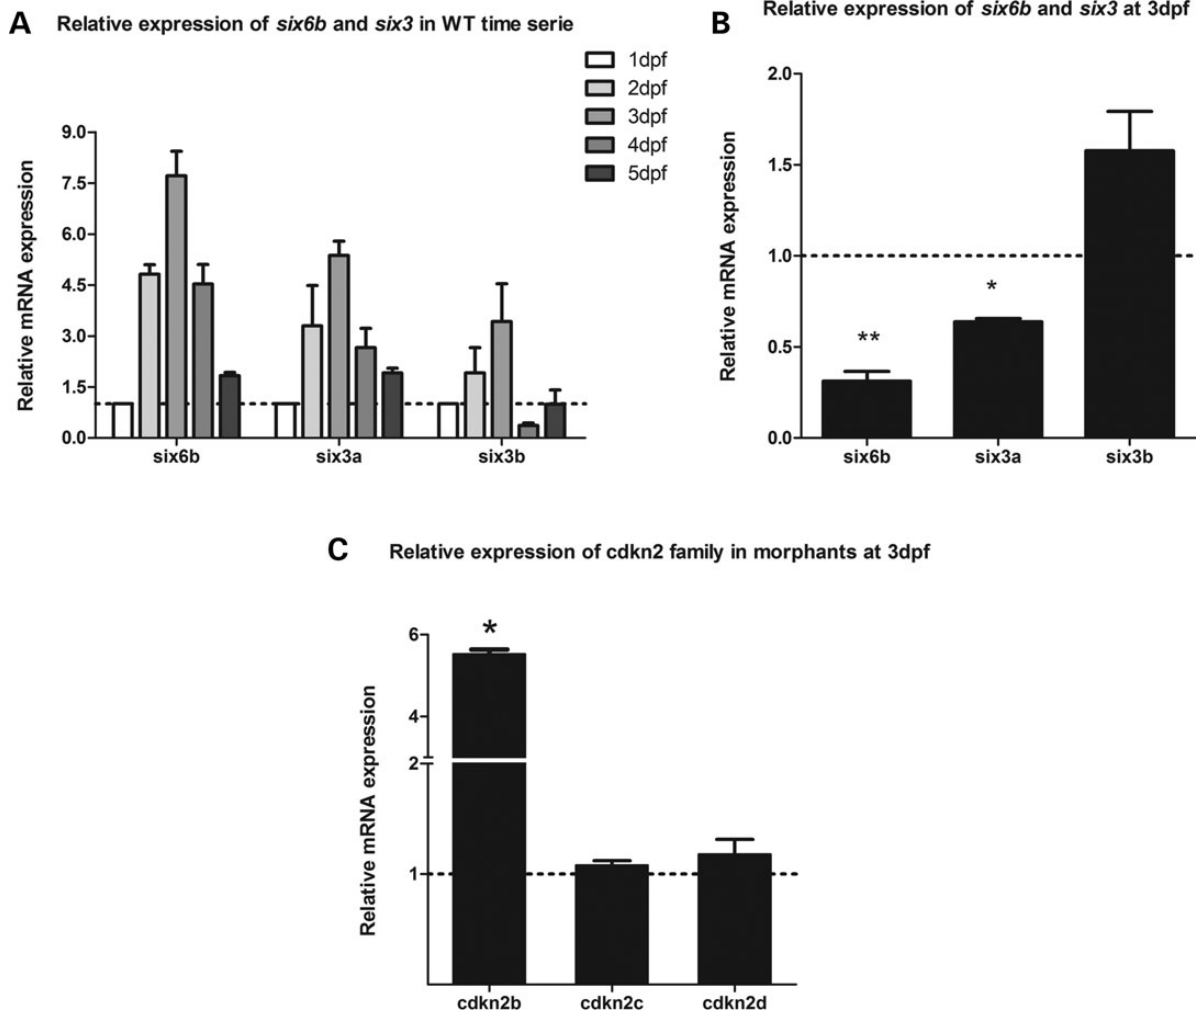 A Relative expression of six6b and six3 in WT time serie
1dpf
2dpf
3dpf
4dpf
5dpf
Relative mRNA expression
9.0
7.5
6.0
4.5
3.0
1.5
0.0
six6b six3a six3b
B Relative expression of six6b and six3 at 3dpf
Relative mRNA expression
2.0
1.5
1.0
0.5
0.0
**
*
six6b six3a six3b
C Relative expression of cdkn2 family in morphants at 3dpf
Relative mRNA expression
6
4
2
1
*
cdkn2b cdkn2c cdkn2d